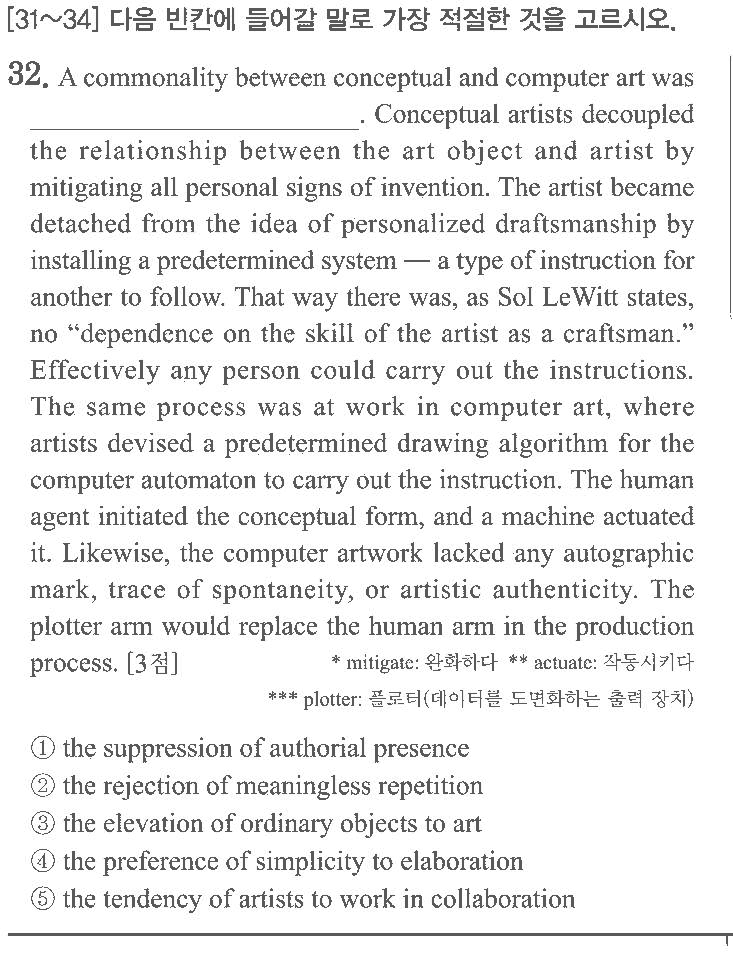 [31～34] 다음 빈칸에 들어갈 말로 가장 적절한 것을 고르시오.
32. A commonality between conceptual and computer art was
____________________. Conceptual artists decoupled
the relationship between the art object and artist by
mitigating all personal signs of invention. The artist became
detached from the idea of personalized draftsmanship by
installing a predetermined system — a type of instruction for
another to follow. That way there was, as Sol LeWitt states,
no “dependence on the skill of the artist as a craftsman.”
Effectively any person could carry out the instructions.
The same process was at work in computer art, where
artists devised a predetermined drawing algorithm for the
computer automaton to carry out the instruction. The human
agent initiated the conceptual form, and a machine actuated
it. Likewise, the computer artwork lacked any autographic
mark, trace of spontaneity, or artistic authenticity. The
plotter arm would replace the human arm in the production
process. [3점]
* mitigate: 완화하다 ** actuate: 작동시키다
*** plotter: 플로터(데이터를 도면화하는 출력 장치)
① the suppression of authorial presence
② the rejection of meaningless repetition
③ the elevation of ordinary objects to art
④ the preference of simplicity to elaboration
⑤ the tendency of artists to work in collaboration